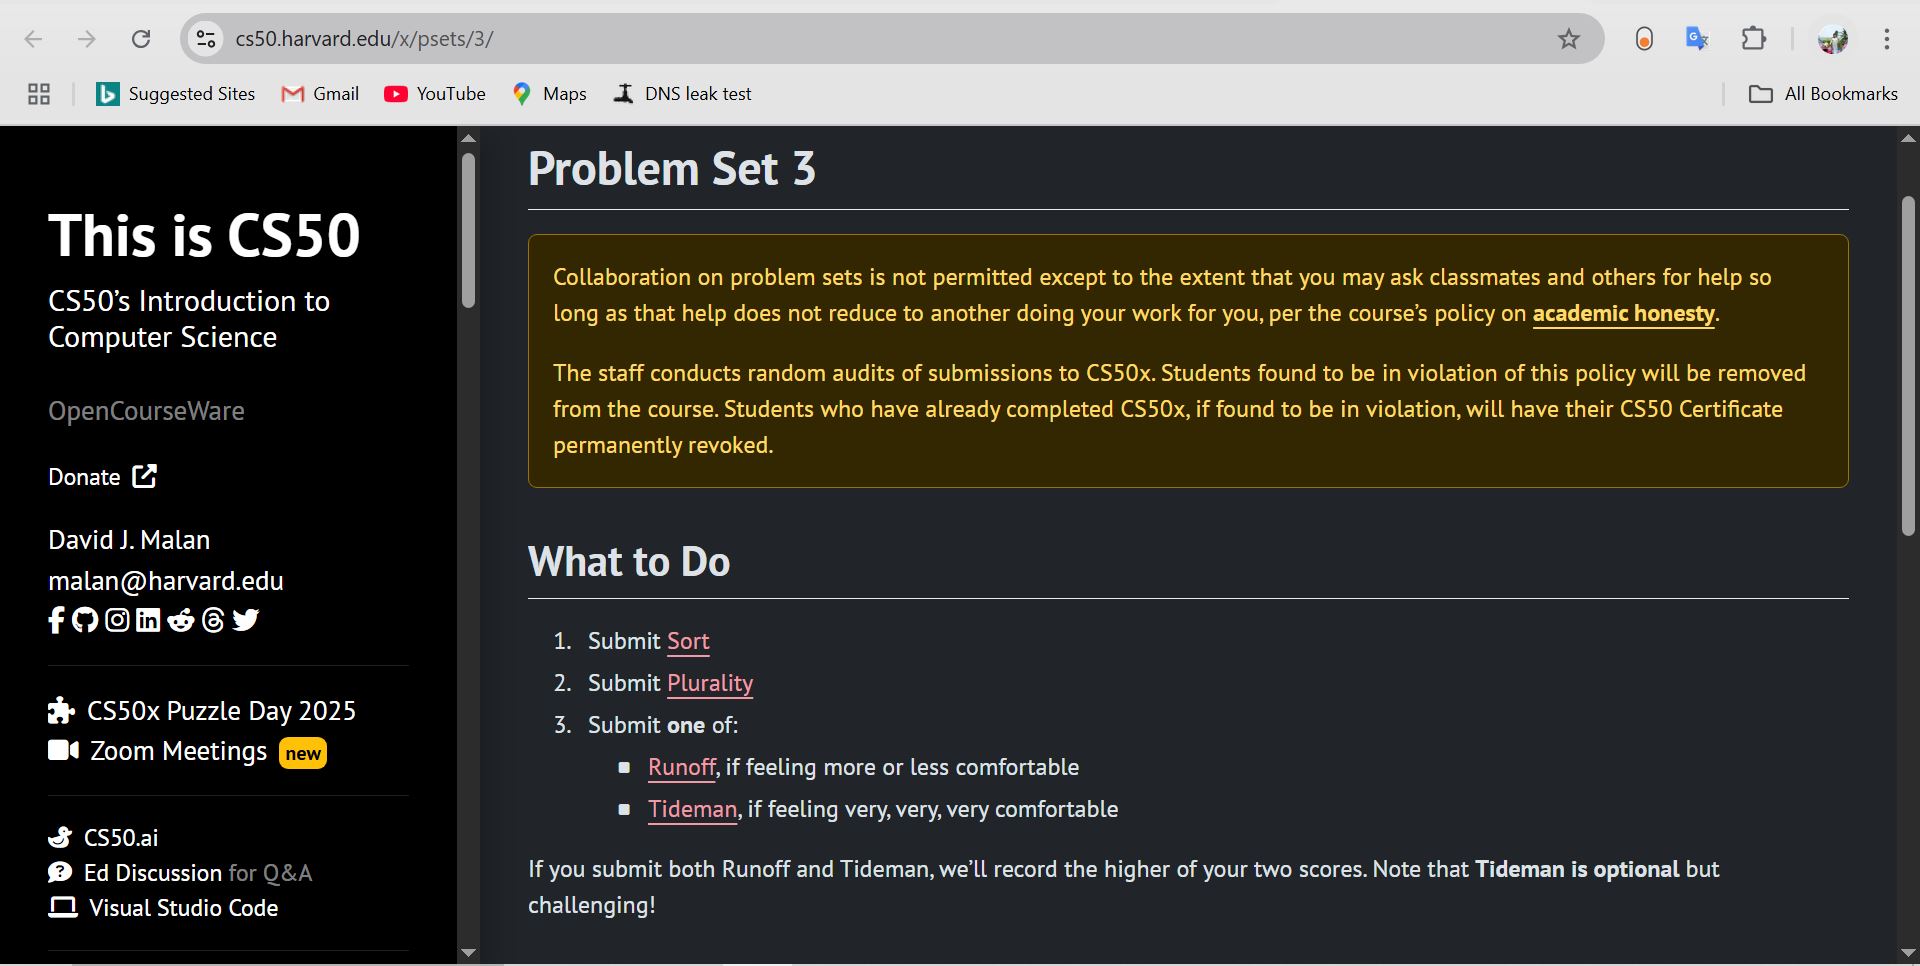 cs50.harvard.edu/x/psets/3/
Suggested Sites
Gmail
YouTube
Maps
DNS leak test
All Bookmarks
This is CS50
CS50’s Introduction to
Computer Science
OpenCourseWare
Donate
David J. Malan
malan@harvard.edu
CS50x Puzzle Day 2025
Zoom Meetings new
CS50.ai
Ed Discussion for Q&A
Visual Studio Code
Problem Set 3
Collaboration on problem sets is not permitted except to the extent that you may ask classmates and others for help so
long as that help does not reduce to another doing your work for you, per the course’s policy on academic honesty.
The staff conducts random audits of submissions to CS50x. Students found to be in violation of this policy will be removed
from the course. Students who have already completed CS50x, if found to be in violation, will have their CS50 Certificate
permanently revoked.
What to Do
1. Submit Sort
2. Submit Plurality
3. Submit one of:
Runoff, if feeling more or less comfortable
Tideman, if feeling very, very, very comfortable
If you submit both Runoff and Tideman, we’ll record the higher of your two scores. Note that Tideman is optional but
challenging!